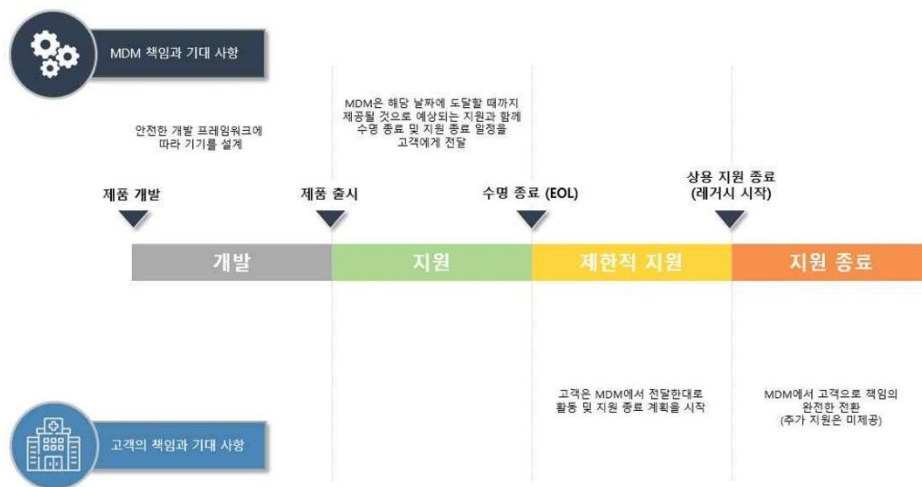 MDM 책임과 기대 사항
안전한 개발 프레임워크에
따라 기기를 설계
MDM은 해당 날짜에 도달할 때까지
제공될 것으로 예상되는 지원과 함께
수명 종료 및 지원 종료 일정을
고객에게 전달
제품 개발
제품 출시
수명 종료 (EOL)
상용 지원 종료
(레거시 시작)
개발
지원
제한적 지원
지원 종료
고객은 MDM에서 전달한대로
활동 및 지원 종료 계획을 시작
MDM에서 고객으로 책임의
완전한 전환
(추가 지원은 미제공)
고객의 책임과 기대 사항